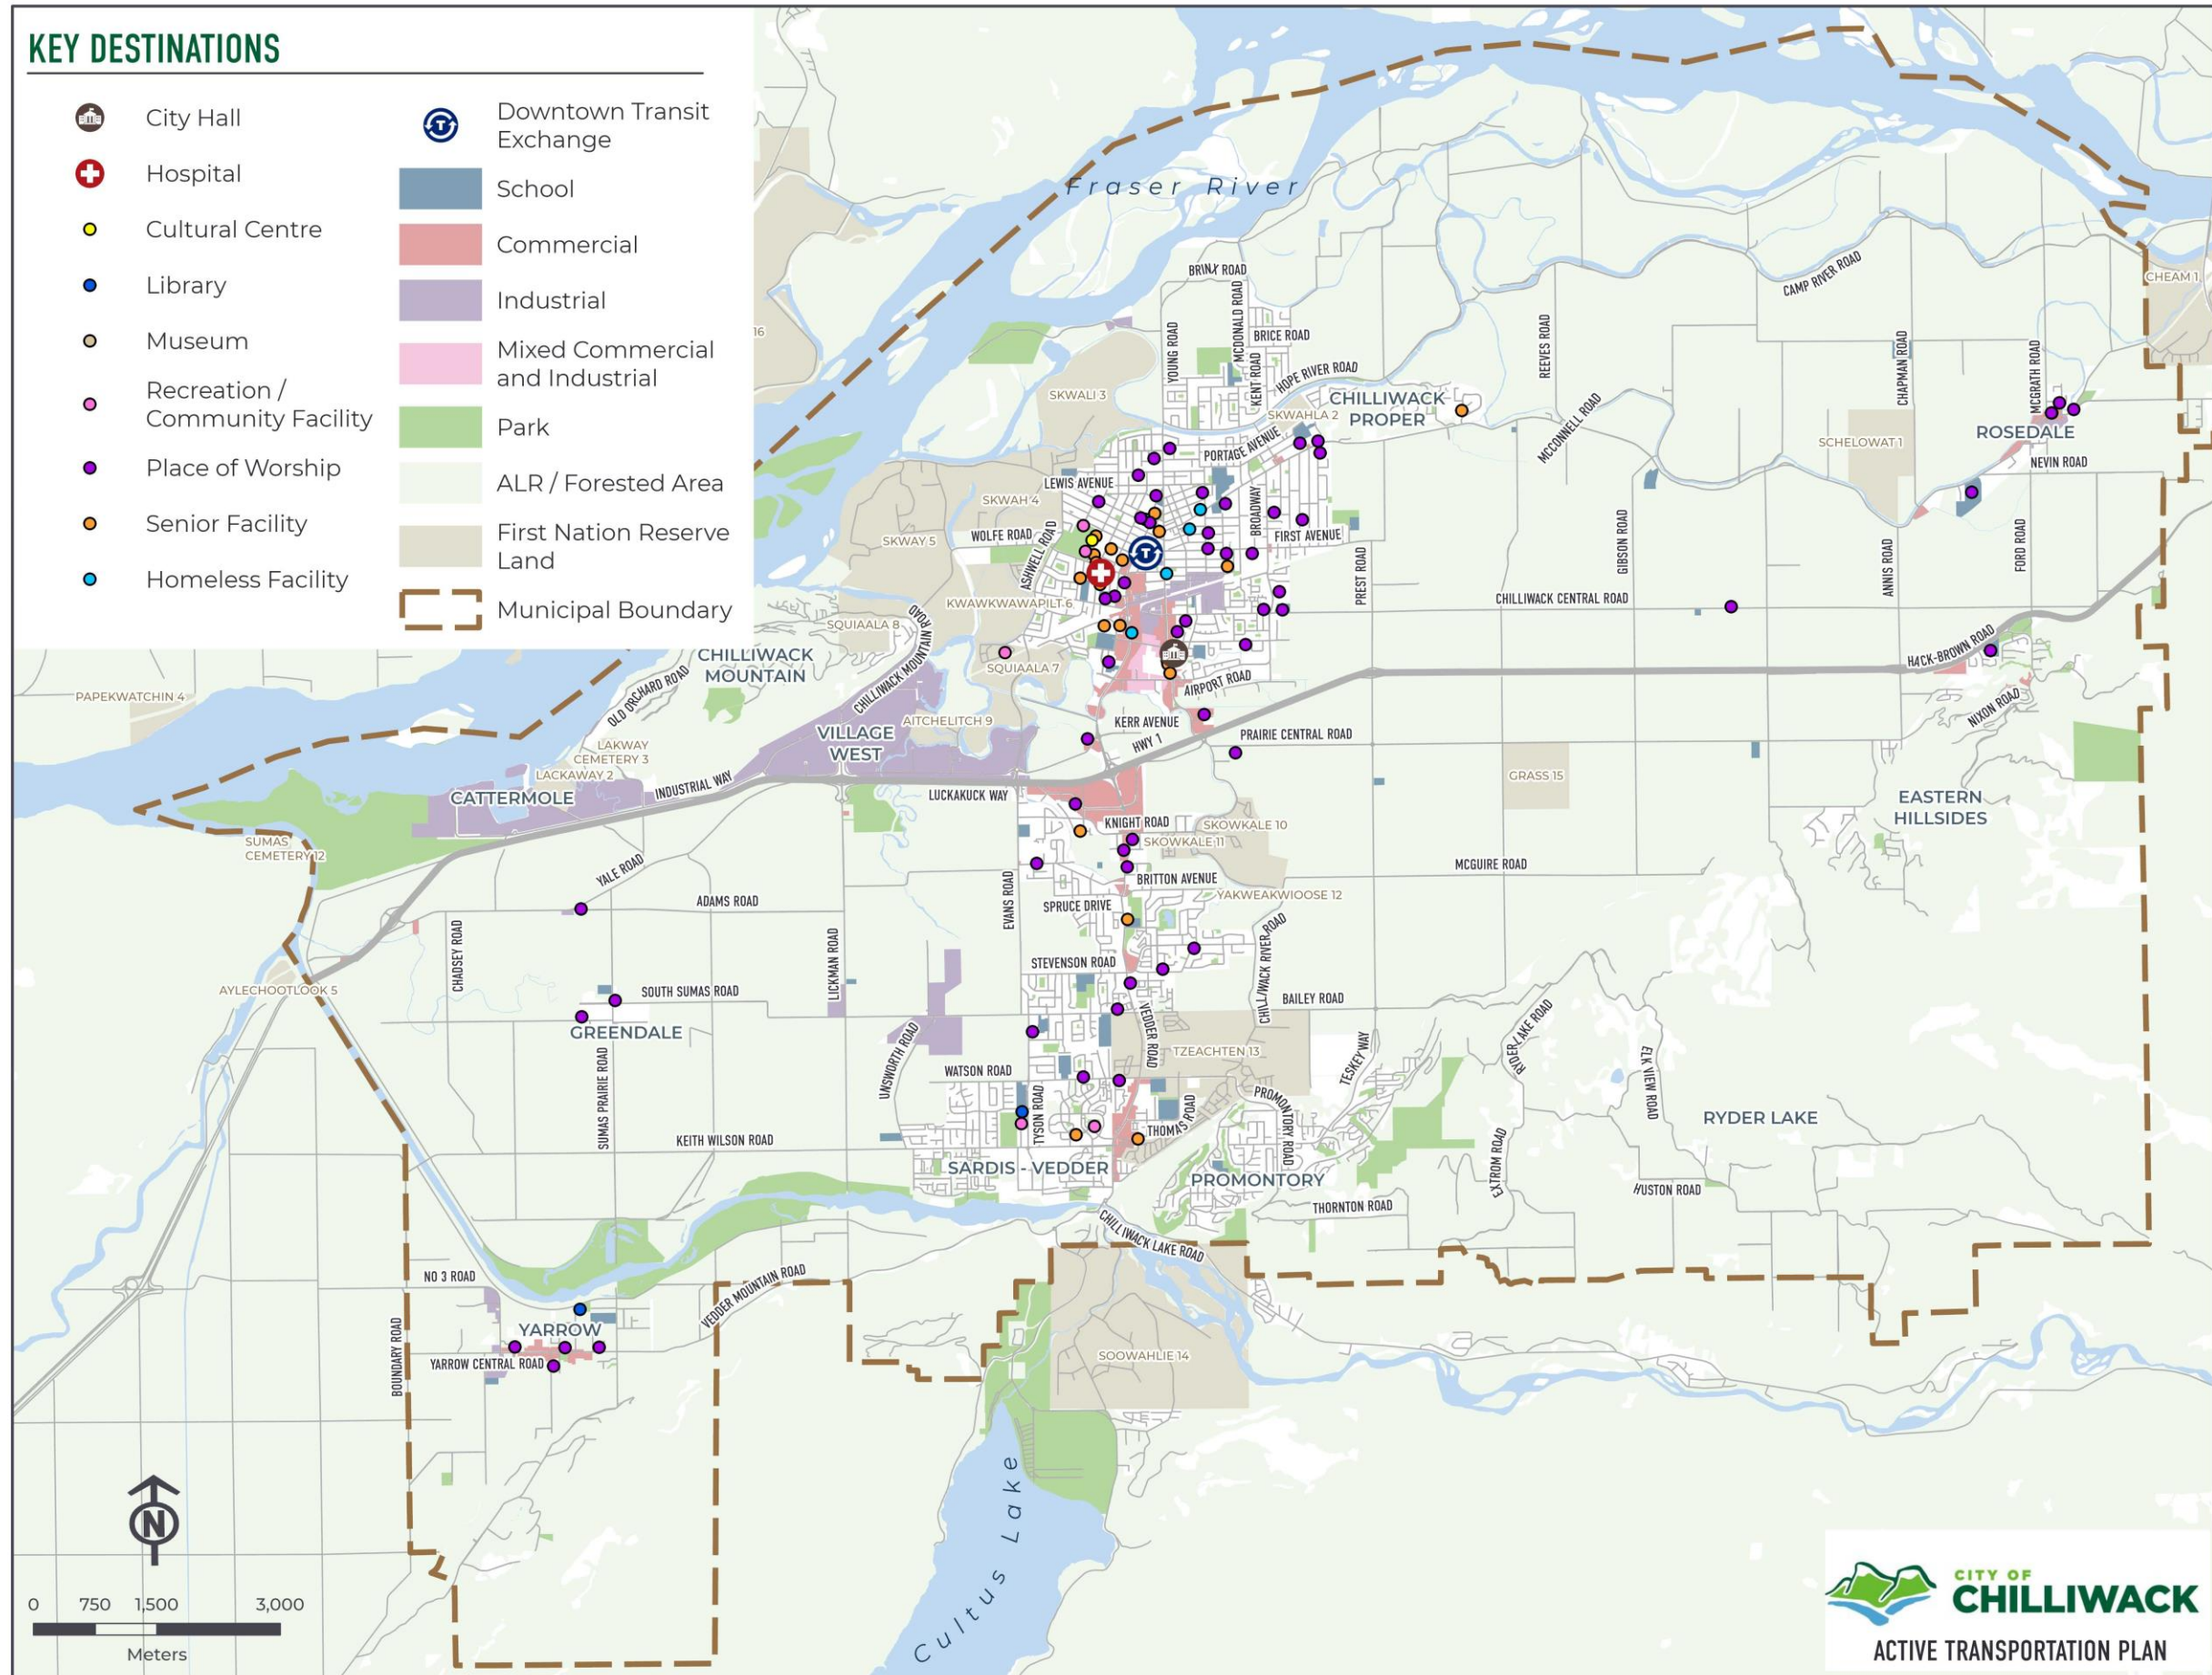 KEY DESTINATIONS
City Hall
Hospital
Cultural Centre
Library
Museum
Recreation /
Community Facility
Place of Worship
Senior Facility
Homeless Facility
Downtown Transit
Exchange
School
Commercial
Industrial
Mixed Commercial
and Industrial
Park
ALR / Forested Area
First Nation Reserve
Land
Municipal Boundary
Fraser River
BRINX ROAD
CAMP RIVER ROAD
CHEAM 1
16
YOUNG ROAD
MCDONALD ROAD
BRICE ROAD
KENT ROAD
HOPE RIVER ROAD
REEVES ROAD
CHAPMAN ROAD
MCGRATH ROAD
SKWALI 3
SKWAHLA 2
CHILLIWACK
PROPER
MCCONNELL ROAD
SCHELOWAT 1
ROSEDALE
NEVIN ROAD
PORTAGE AVENUE
LEWIS AVENUE
SKWAH 4
BROADWAY
SKWAY 5
WOLFE ROAD
ASHWELL ROAD
FIRST AVENUE
PREST ROAD
GIBSON ROAD
ANNIS ROAD
FORD ROAD
KWAWKWAWAPILT 6
CHILLIWACK CENTRAL ROAD
SQUIAALA 8
CHILLIWACK MOUNTAIN ROAD
CHILLIWACK
MOUNTAIN
SQUIAALA 7
HACK-BROWN ROAD
PAPEKWATCHIN 4
OLD ORCHARD ROAD
AIRPORT ROAD
NIXON ROAD
AITCHELITCH 9
KERR AVENUE
VILLAGE
WEST
HWY 1
PRAIRIE CENTRAL ROAD
LAKWAY
CEMETERY 3
LACKAWAY 2
INDUSTRIAL WAY
GRASS 15
CATTERMOLE
LUCKAKUCK WAY
EASTERN
HILLSIDES
KNIGHT ROAD
SKOWKALE 10
SUMAS
CEMETERY 12
SKOWKALE 11
YALE ROAD
MCGUIRE ROAD
BRITTON AVENUE
YAKWEAKWIOOSE 12
ADAMS ROAD
EVANS ROAD
SPRUCE DRIVE
CHADSEY ROAD
LICKMAN ROAD
CHILLIWACK RIVER ROAD
STEVENSON ROAD
AYLECHOOTLOOK 5
SOUTH SUMAS ROAD
BAILEY ROAD
GREENDALE
UNSWORTH ROAD
VEDDER ROAD
TZEACHTEN 13
TESKEY WAY
RYDER LAKE ROAD
ELK VIEW ROAD
SUMAS PRAIRIE ROAD
WATSON ROAD
TYSON ROAD
THOMAS ROAD
PROMONTORY ROAD
RYDER LAKE
KEITH WILSON ROAD
EXTROM ROAD
SARDIS - VEDDER
PROMONTORY
HUSTON ROAD
THORNTON ROAD
CHILLIWACK LAKE ROAD
NO 3 ROAD
VEDDER MOUNTAIN ROAD
YARROW
BOUNDARY ROAD
YARROW CENTRAL ROAD
SOOWAHLIE 14
Cultus Lake
N
0 750 1,500 3,000
Meters
CITY OF
CHILLIWACK
ACTIVE TRANSPORTATION PLAN